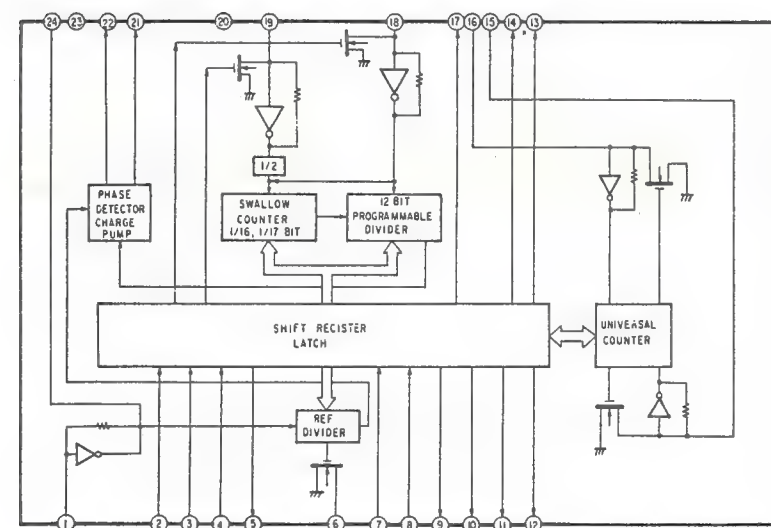 24 23 22 21 20 19 18 17 16 15 14 13
1/2
PHASE
DETECTOR
CHARGE
PUMP
SWALLOW
COUNTER
1/16, 1/17 BIT
12 BIT
PROGRAMMABLE
DIVIDER
SHIFT REGISTER
LATCH
UNIVERSAL
COUNTER
REF
DIVIDER
1 2 3 4 5 6 7 8 9 10 11 12